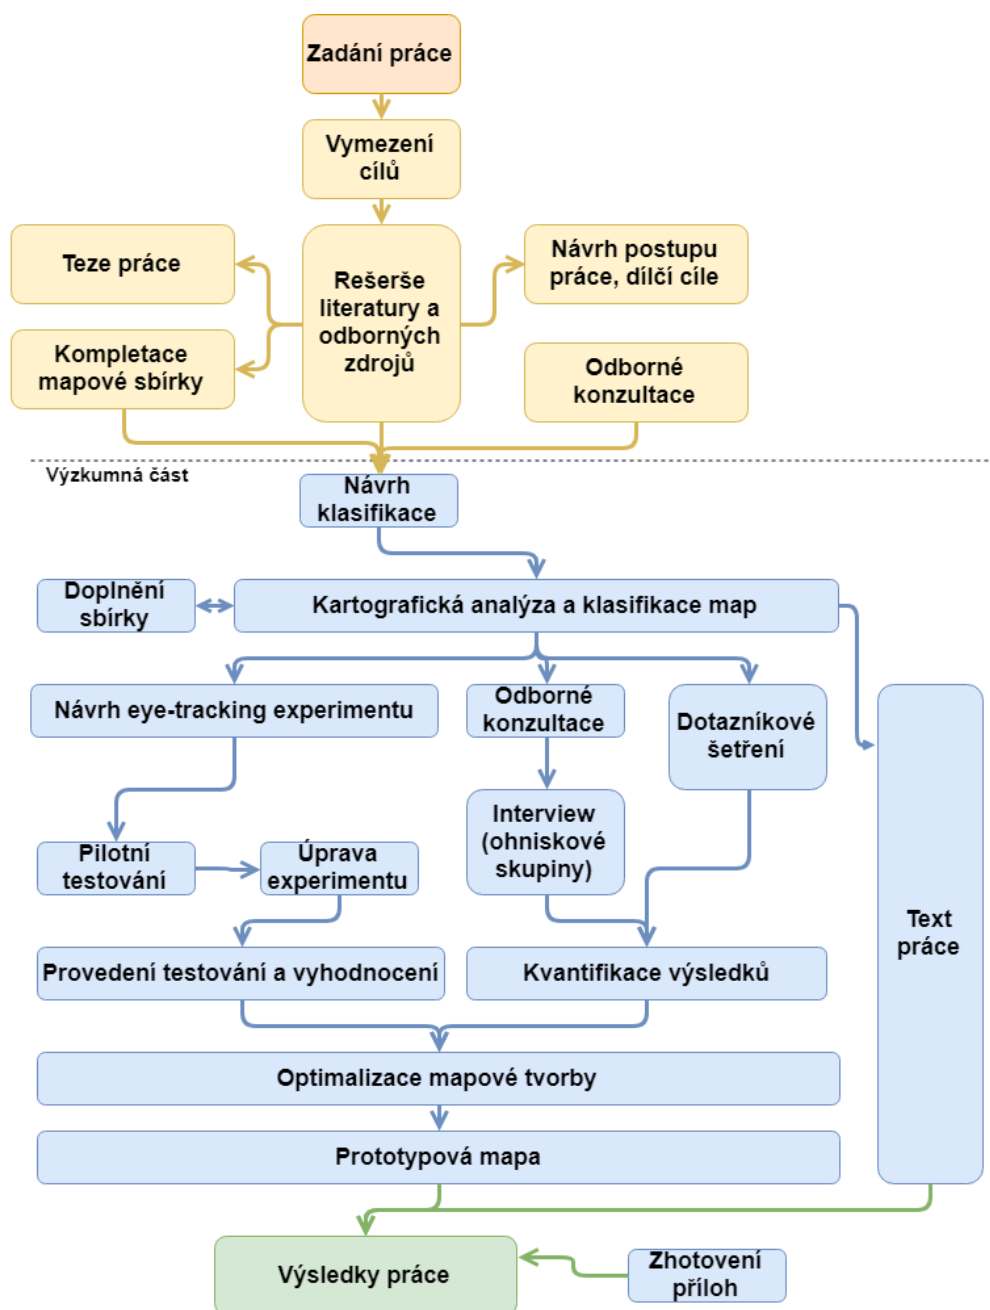 Zadání práce
Vymezení
cílů
Teze práce
Rešerše
literatury a
odborných
zdrojů
Návrh postupu
práce, dílčí cíle
Kompletace
mapové sbírky
Odborné
konzultace
Výzkumná část
Návrh
klasifikace
Doplnění
sbírky
Kartografická analýza a klasifikace map
Návrh eye-tracking experimentu
Odborné
konzultace
Dotazníkové
šetření
Pilotní
testování
Úprava
experimentu
Interview
(ohniskové
skupiny)
Text
práce
Provedení testování a vyhodnocení
Kvantifikace výsledků
Optimalizace mapové tvorby
Prototypová mapa
Výsledky práce
Zhotovení
příloh